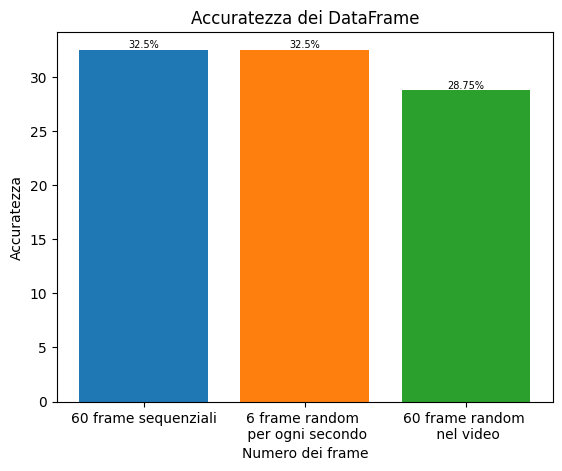 Accuratezza dei DataFrame
32.5%
32.5%
28.75%
Accuratezza
30
25
20
15
10
5
0
60 frame sequenziali
6 frame random
per ogni secondo
60 frame random
nel video
Numero dei frame